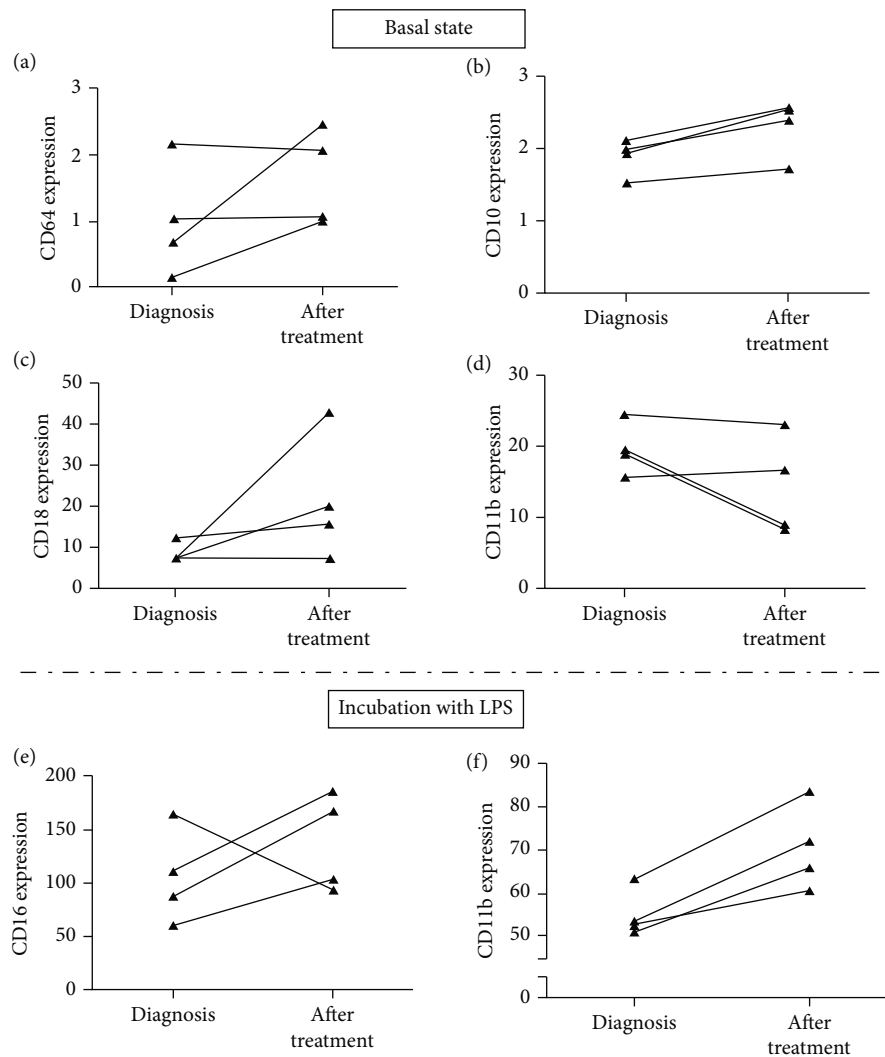 Basal state
(a)
CD64 expression
3
2
1
0
Diagnosis
After
treatment
(b)
CD10 expression
3
2
1
0
Diagnosis
After
treatment
(c)
CD18 expression
50
40
30
20
10
0
Diagnosis
After
treatment
(d)
CD11b expression
30
20
10
0
Diagnosis
After
treatment
Incubation with LPS
(e)
CD16 expression
200
150
100
50
0
Diagnosis
After
treatment
(f)
CD11b expression
90
80
70
60
50
0
Diagnosis
After
treatment